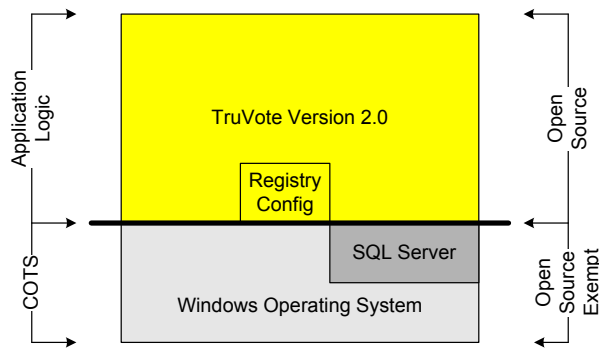 Application
Logic
TruVote Version 2.0
Registry
Config
Open
Source
COTS
SQL Server
Windows Operating System
Open
Source
Exempt